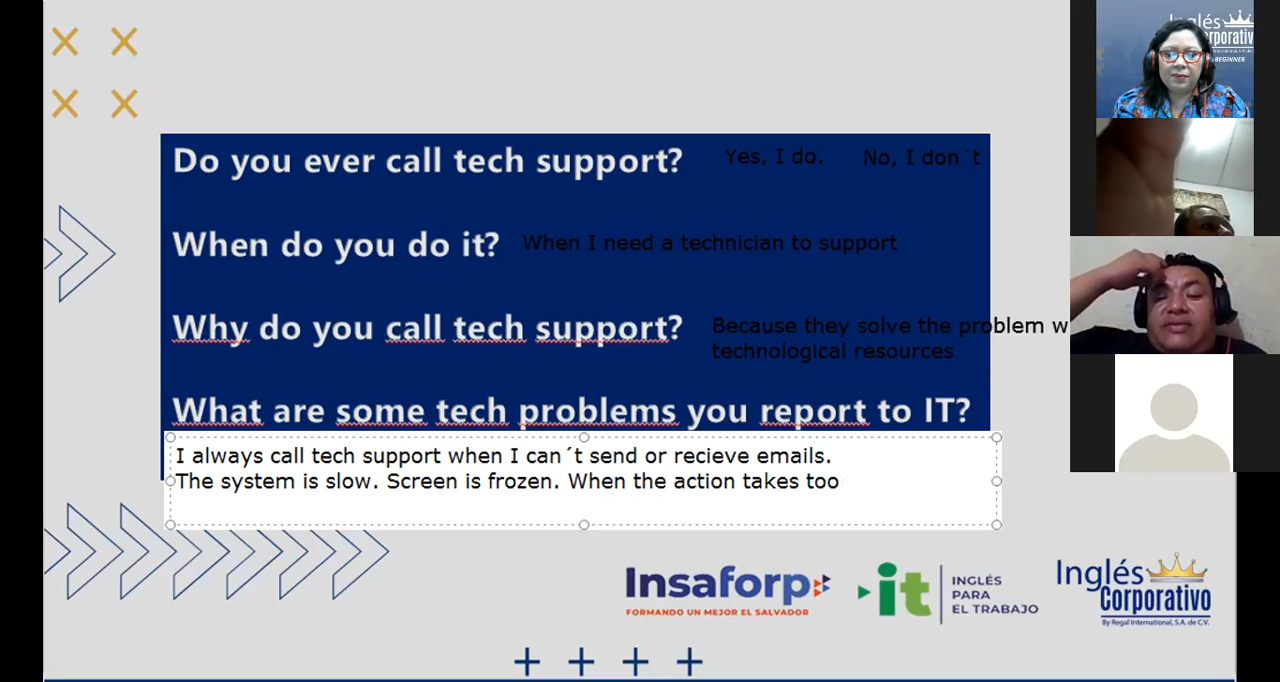 Do you ever call tech support? Yes, I do. No, I don´t
When do you do it? When I need a technician to support
Why do you call tech support? Because they solve the problem w
technological resources
What are some tech problems you report to IT?
I always call tech support when I can´t send or recieve emails.
The system is slow. Screen is frozen. When the action takes too
Insaforp
FORMANDO UN MEJOR EL SALVADOR
it
INGLÉS
PARA
EL TRABAJO
Inglés
Corporativo
By Regal International, S.A. de C.V.
Inglés
Corporativ
BEGINNER